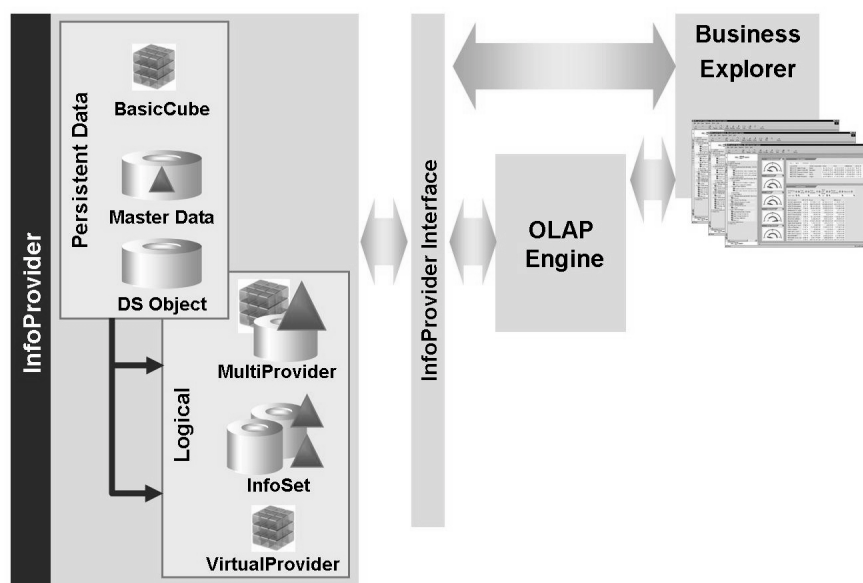 InfoProvider
Persistent Data
BasicCube
Master Data
DS Object
Logical
MultiProvider
InfoSet
VirtualProvider
InfoProvider Interface
OLAP
Engine
Business
Explorer